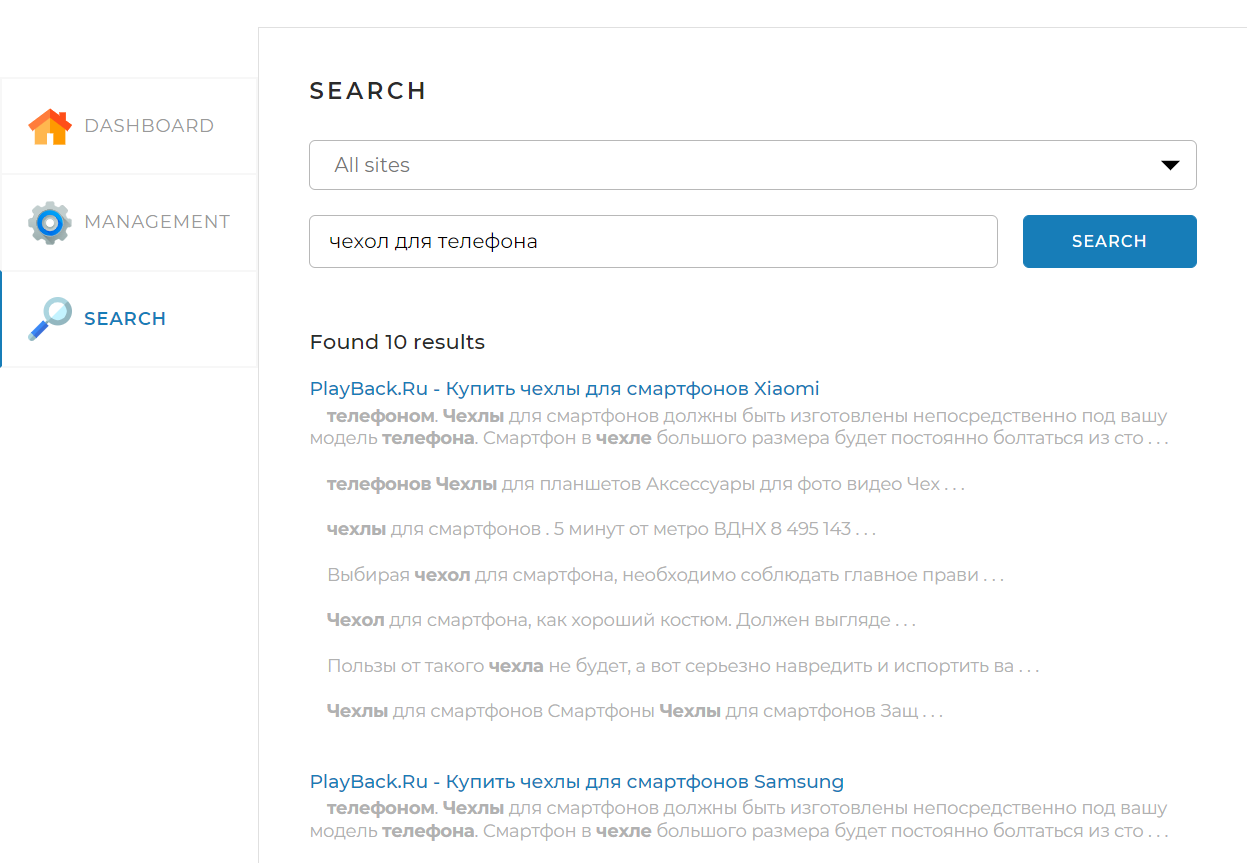 SEARCH
DASHBOARD
MANAGEMENT
SEARCH
All sites
чехол для телефона
SEARCH
Found 10 results
PlayBack.Ru - Купить чехлы для смартфонов Xiaomi
телефоном. Чехлы для смартфонов должны быть изготовлены непосредственно под вашу
модель телефона. Смартфон в чехле большого размера будет постоянно болтаться из сто . . .
телефонов Чехлы для планшетов Аксессуары для фото видео Чех . . .
чехлы для смартфонов . 5 минут от метро ВДНХ 8 495 143 . . .
Выбирая чехол для смартфона, необходимо соблюдать главное прави . . .
Чехол для смартфона, как хороший костюм. Должен выгляде . . .
Пользы от такого чехла не будет, а вот серьезно навредить и испортить ва . . .
Чехлы для смартфонов Смартфоны Чехлы для смартфонов Защ . . .
PlayBack.Ru - Купить чехлы для смартфонов Samsung
телефоном. Чехлы для смартфонов должны быть изготовлены непосредственно под вашу
модель телефона. Смартфон в чехле большого размера будет постоянно болтаться из сто . . .